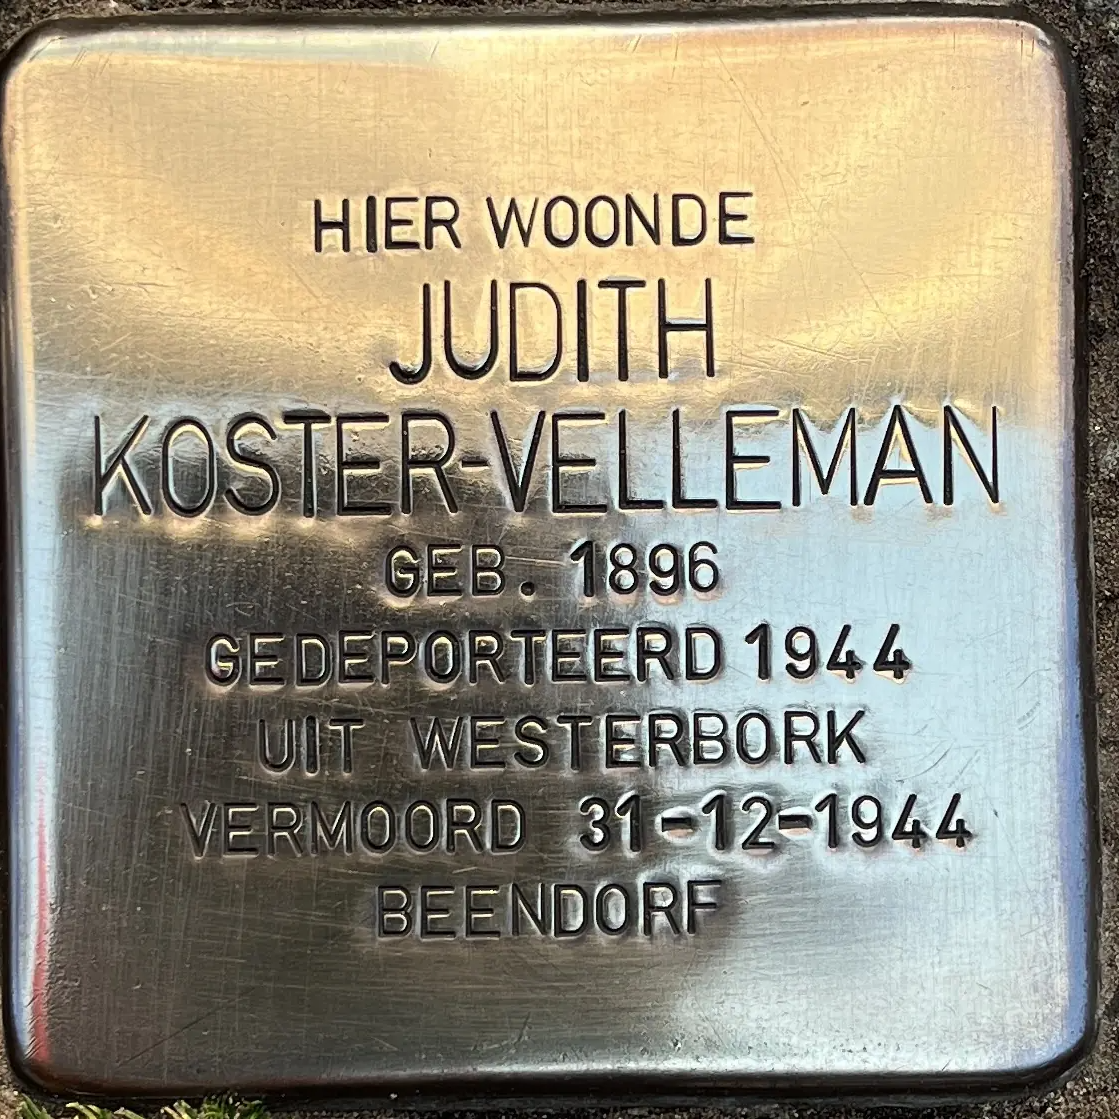 HIER WOONDE
JUDITH
KOSTER-VELLEMAN
GEB. 1896
GEDEPORTEERD 1944
UIT WESTERBORK
VERMOORD 31-12-1944
BEENDORF